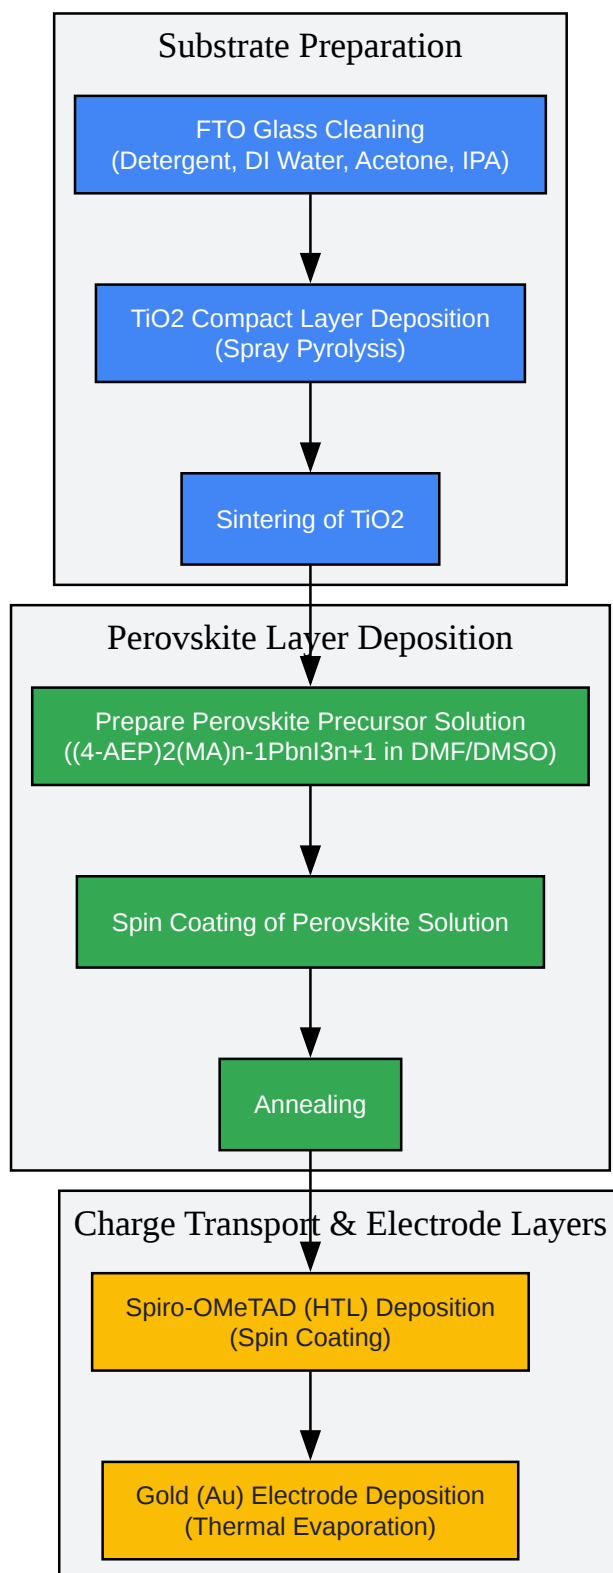 Substrate Preparation
FTO Glass Cleaning
(Detergent, DI Water, Acetone, IPA)
TiO2 Compact Layer Deposition
(Spray Pyrolysis)
Sintering of TiO2
Perovskite Layer Deposition
Prepare Perovskite Precursor Solution
((4-AEP)2(MA)n-1PbnI3n+1 in DMF/DMSO)
Spin Coating of Perovskite Solution
Annealing
Charge Transport & Electrode Layers
Spiro-OMeTAD (HTL) Deposition
(Spin Coating)
Gold (Au) Electrode Deposition
(Thermal Evaporation)